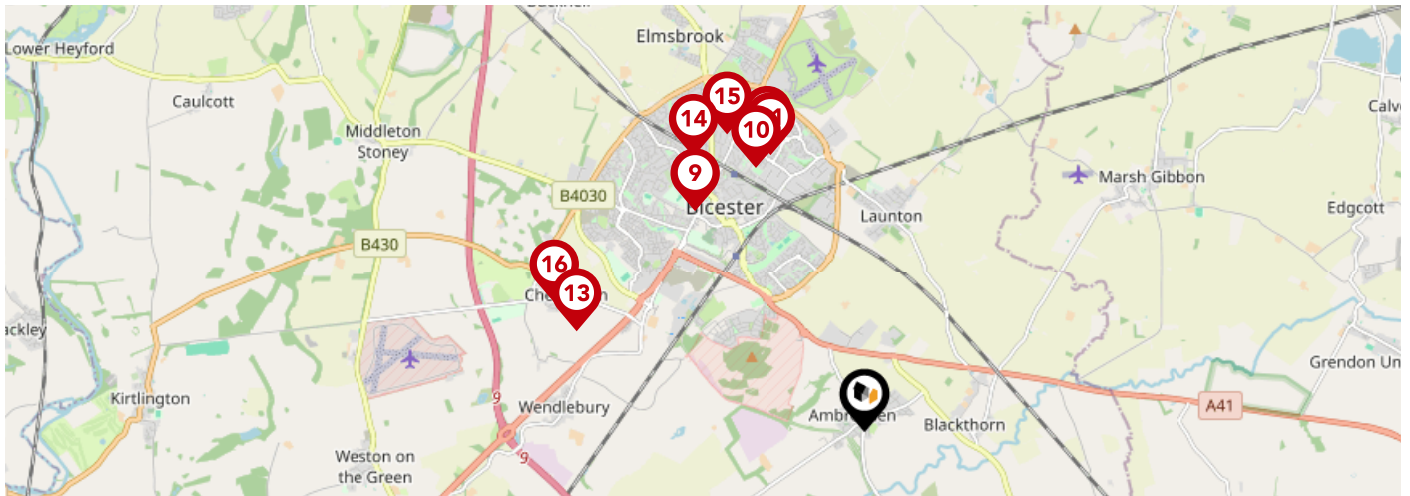 Elmsbrook
Lower Heyford
15
Caulcott
14
10
Middleton
Stoney
9
Marsh Gibbon
B4030
Bicester
Edgcott
Launton
B430
16
13
Grendon Un
Kirtlington
9
Wendlebury
A41
Blackthorn
9
Weston on
the Green